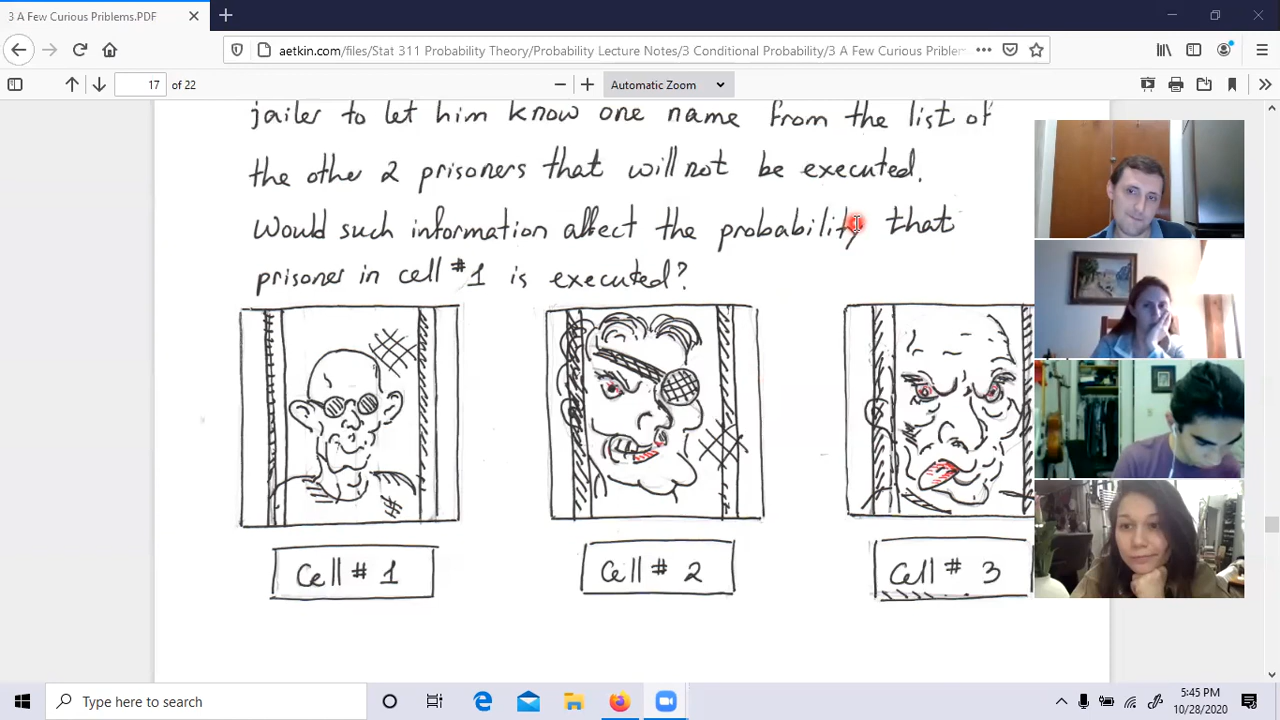 3 A Few Curious Priblems.PDF
aetkin.com/files/Stat 311 Probability Theory/Probability Lecture Notes/3 Conditional Probability/3 A Few Curious Priblem
17 of 22
Automatic Zoom
jailer to let him know one name from the list of
the other 2 prisoners that will not be executed.
Would such information affect the probability that
prisoner in cell #1 is executed?
Cell # 1
Cell # 2
Cell # 3
Type here to search
5:45 PM
10/28/2020